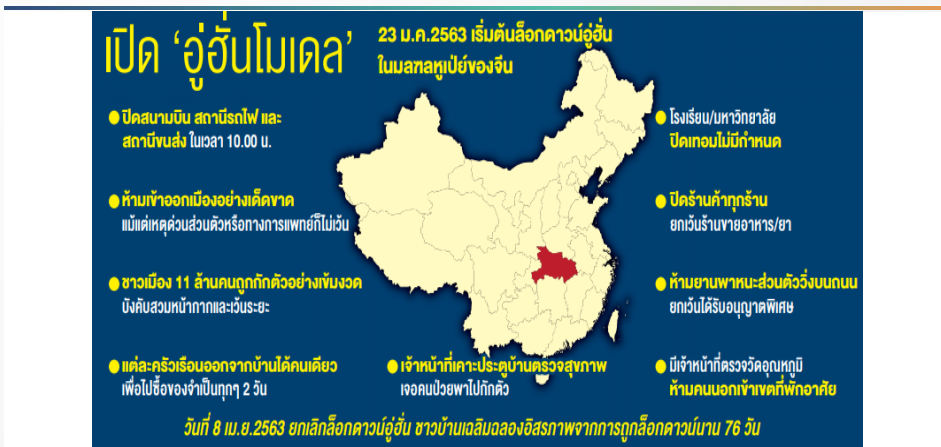 เปิด ‘อู่ฮั่นโมเดล’
23 ม.ค.2563 เริ่มต้นล็อกดาวน์อู่ฮั่น
ในมลฑลหูเป่ย์ของจีน
● ปิดสนามบิน สถานีรถไฟ และ
สถานีขนส่ง ในเวลา 10.00 น.
● ห้ามเข้าออกเมืองอย่างเด็ดขาด
แม้แต่เหตุด่วนส่วนตัวหรือทางการแพทย์ก็ไม่เว้น
● ชาวเมือง 11 ล้านคนถูกกักตัวอย่างเข้มงวด
บังคับสวมหน้ากากและเว้นระยะ
● แต่ละครัวเรือนออกจากบ้านได้คนเดียว
เพื่อไปซื้อของจำเป็นทุกๆ 2 วัน
● เจ้าหน้าที่เคาะประตูบ้านตรวจสุขภาพ
เจอคนป่วยพาไปกักตัว
● โรงเรียน/มหาวิทยาลัย
ปิดเทอมไม่มีกำหนด
● ปิดร้านค้าทุกร้าน
ยกเว้นร้านขายอาหาร/ยา
● ห้ามยานพาหนะส่วนตัววิ่งบนถนน
ยกเว้นได้รับอนุญาตพิเศษ
● มีเจ้าหน้าที่ตรวจวัดอุณหภูมิ
ห้ามคนนอกเข้าเขตที่พักอาศัย
วันที่ 8 เม.ย.2563 ยกเลิกล็อกดาวน์อู่ฮั่น ชาวบ้านเฉลิมฉลองอิสรภาพจากการถูกล็อกดาวน์นาน 76 วัน